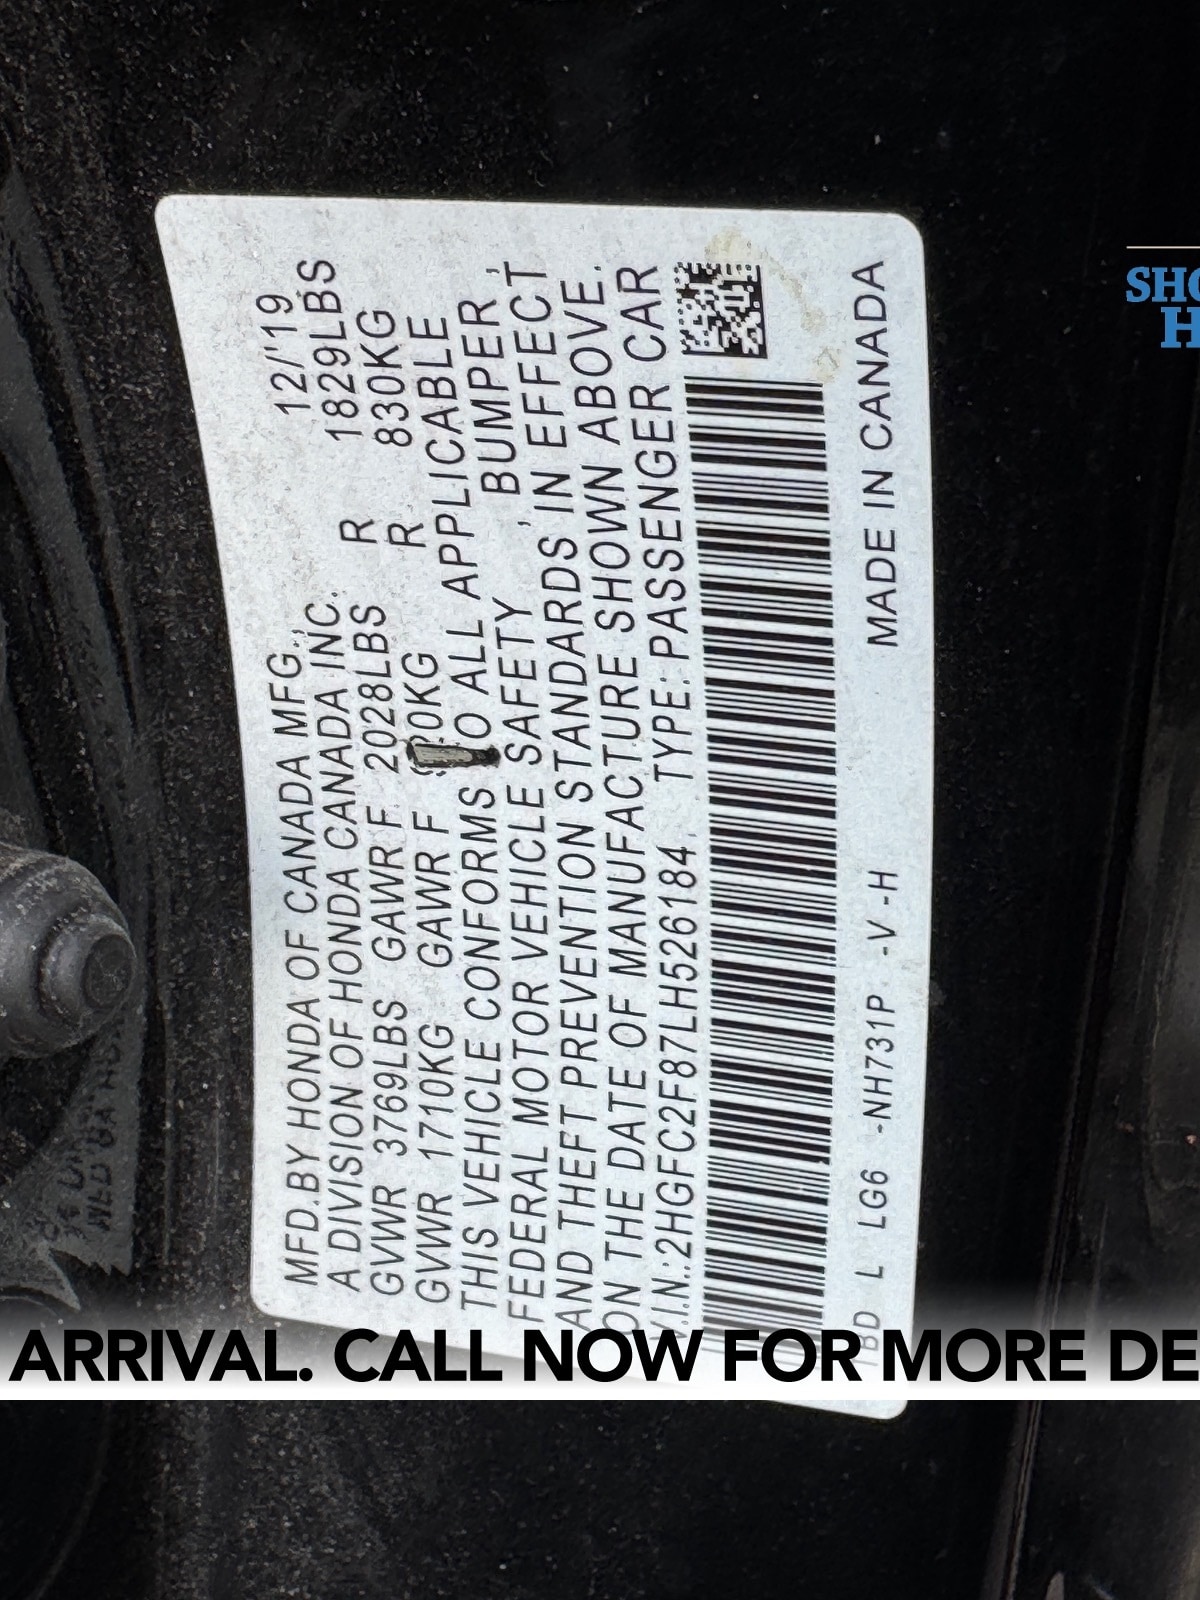 MFD.BY HONDA OF CANADA MFG., 12/'19
A DIVISION OF HONDA CANADA INC.
GVWR 3769LBS GAWR F 2028LBS R 1829LBS
GVWR 1710KG GAWR F 20KG R 830KG
THIS VEHICLE CONFORMS O ALL APPLICABLE
FEDERAL MOTOR VEHICLE SAFETY, BUMPER,
AND THEFT PREVENTION STANDARDS IN EFFECT
ON THE DATE OF MANUFACTURE SHOWN ABOVE.
V.I.N.:2HGFC2F87LH526184 TYPE:PASSENGER CAR
BD L LG6 -NH731P -V -H MADE IN CANADA
ARRIVAL. CALL NOW FOR MORE